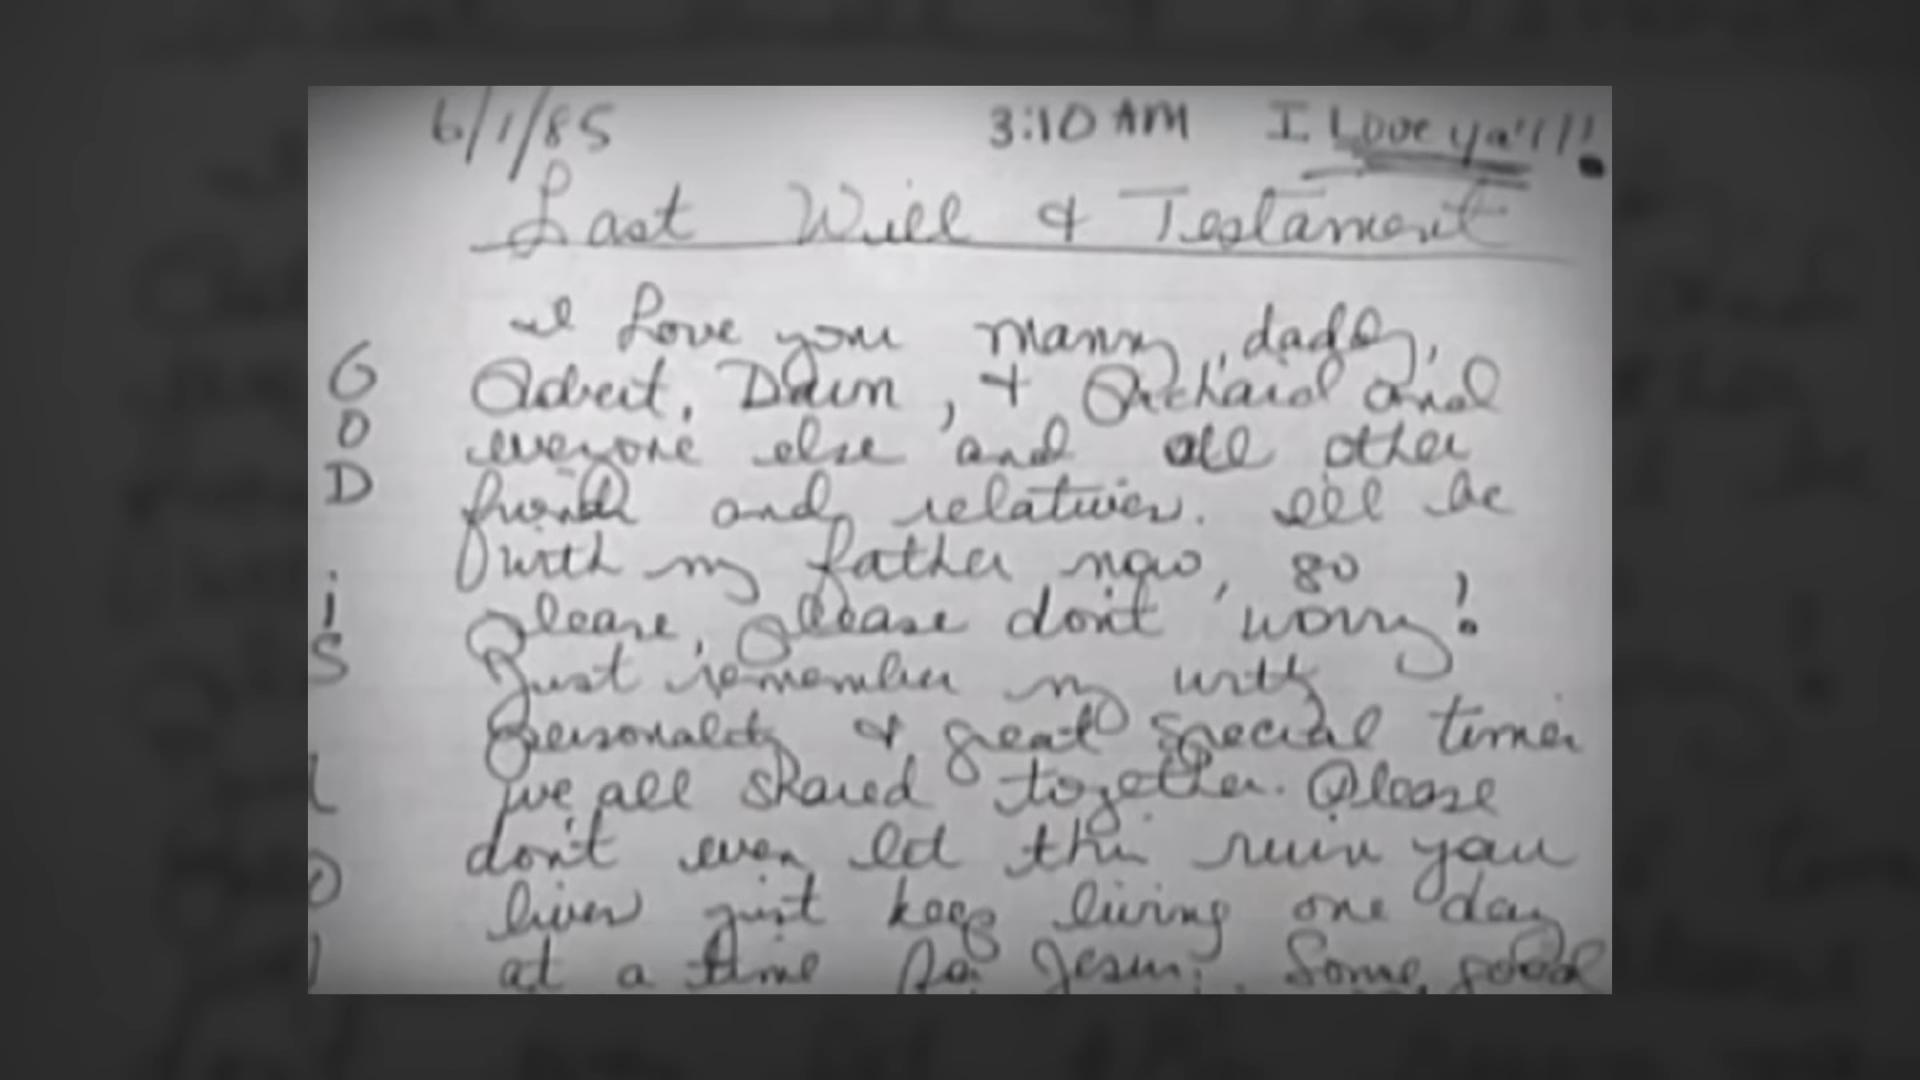 6/1/85 3:10 AM I Love ya'll!!
Last Will & Testament
I Love you mamy, daddy,
Robert, Dawn, & Richard and
everyone else and all other
friends and relatives. I'll be
with my father now, so
please, please don't worry!
Just remember my witty
personality & great special times
we all shared together. Please
don't even let this ruin your
lives just keep living one day
at a time for Jesus. Some good
G
O
D
i
S
L
O